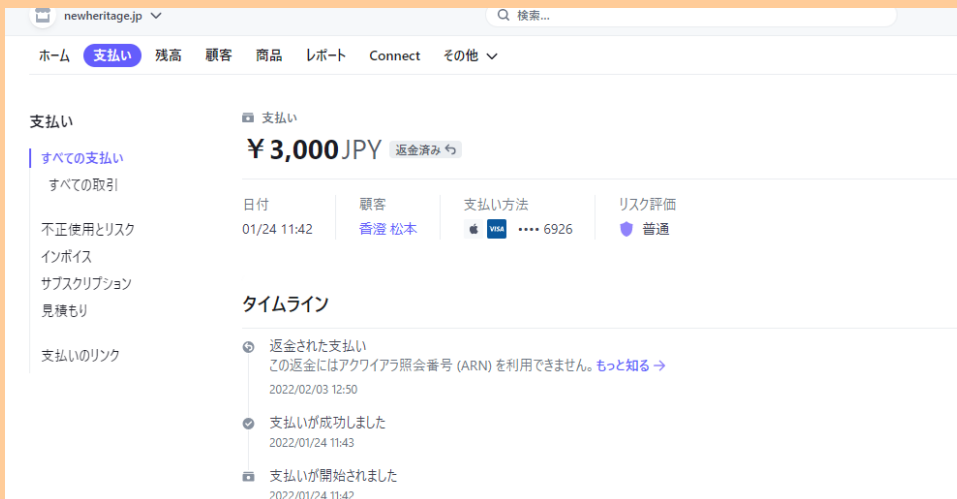 newheritage.jp
検索...
ホーム 支払い 残高 顧客 商品 レポート Connect その他
支払い
すべての支払い
すべての取引
不正使用とリスク
インボイス
サブスクリプション
見積もり
支払いのリンク
支払い
¥3,000 JPY 返金済み
日付 顧客 支払い方法 リスク評価
01/24 11:42 香澄 松本 VISA •••• 6926 普通
タイムライン
返金された支払い
この返金にはアクワイアラ照会番号 (ARN) を利用できません。もっと知る →
2022/02/03 12:50
支払いが成功しました
2022/01/24 11:43
支払いが開始されました
2022/01/24 11:42